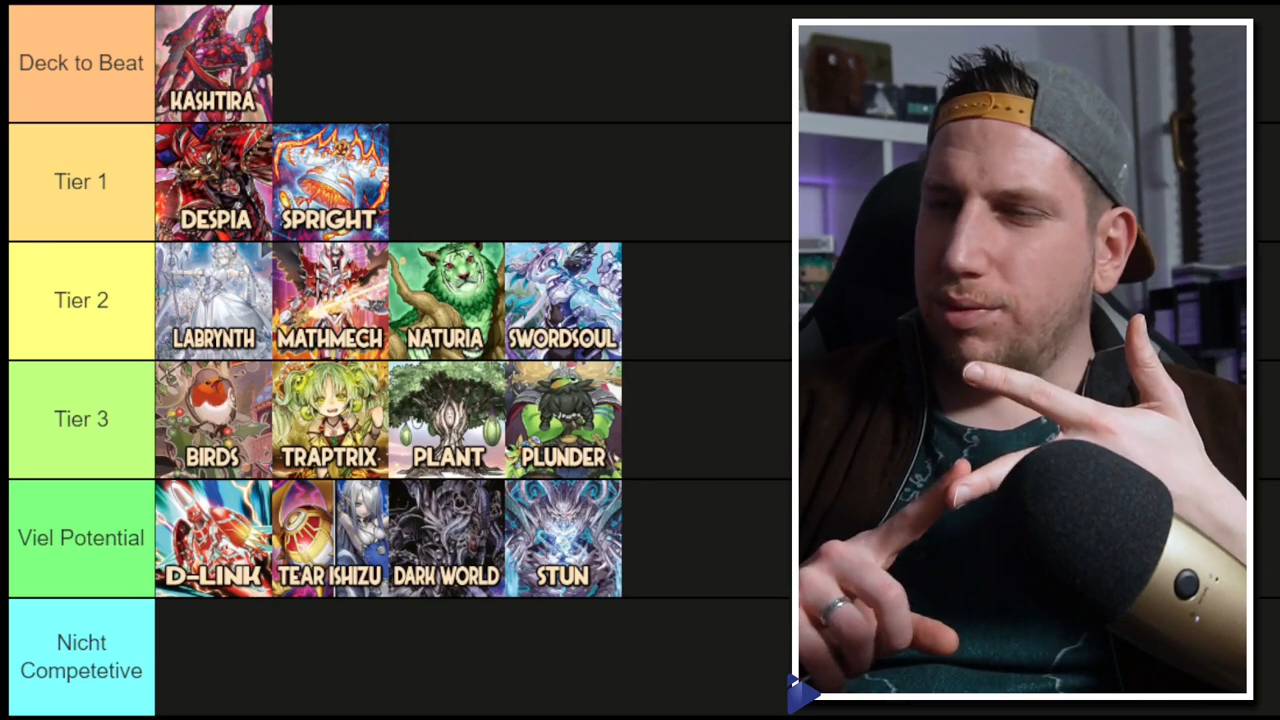 Deck to Beat
KASHTIRA
Tier 1
DESPIA
SPRIGHT
Tier 2
LABRYNTH
MATHMECH
NATURIA
SWORDSOUL
Tier 3
BIRDS
TRAPTRIX
PLANT
PLUNDER
Viel Potential
D-LINK
TEAR ISHIZU
DARK WORLD
STUN
Nicht
Competetive